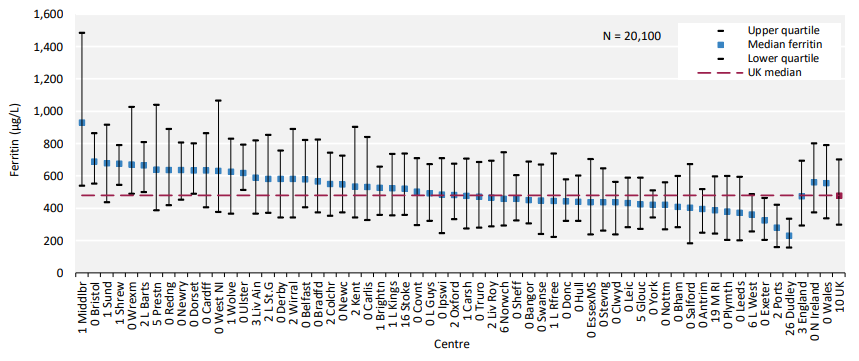 1,600
1,400
1,200
1,000
800
600
400
200
0
Ferritin (μg/L)
N = 20,100
Upper quartile
Median ferritin
Lower quartile
UK median
1 Middlbr
0 Bristol
1 Sund
1 Shrew
0 Wrexm
2 L Barts
5 Prestn
0 Redng
0 Newry
0 Dorset
0 Cardff
0 West NI
1 Wolve
0 Ulster
3 Liv Ain
2 L St.G
0 Derby
2 Wirral
0 Belfast
0 Bradfd
2 Colchr
0 Newc
2 Kent
0 Carlis
1 Brightn
1 L Kings
16 Stoke
0 Covnt
0 L Guys
0 Ipswi
2 Oxford
1 Carsh
0 Truro
2 Liv Roy
6 Norwch
0 Sheff
0 Bangor
0 Swanse
1 L Rfree
0 Donc
0 Hull
0 EssexMS
0 Stevng
0 Clwyd
0 Leic
5 Glouc
0 York
0 Nottm
0 Bham
0 Salford
0 Antrim
19 M RI
0 Plymth
0 Leeds
6 L West
0 Exeter
2 Ports
26 Dudley
3 England
0 N Ireland
0 Wales
10 UK
Centre